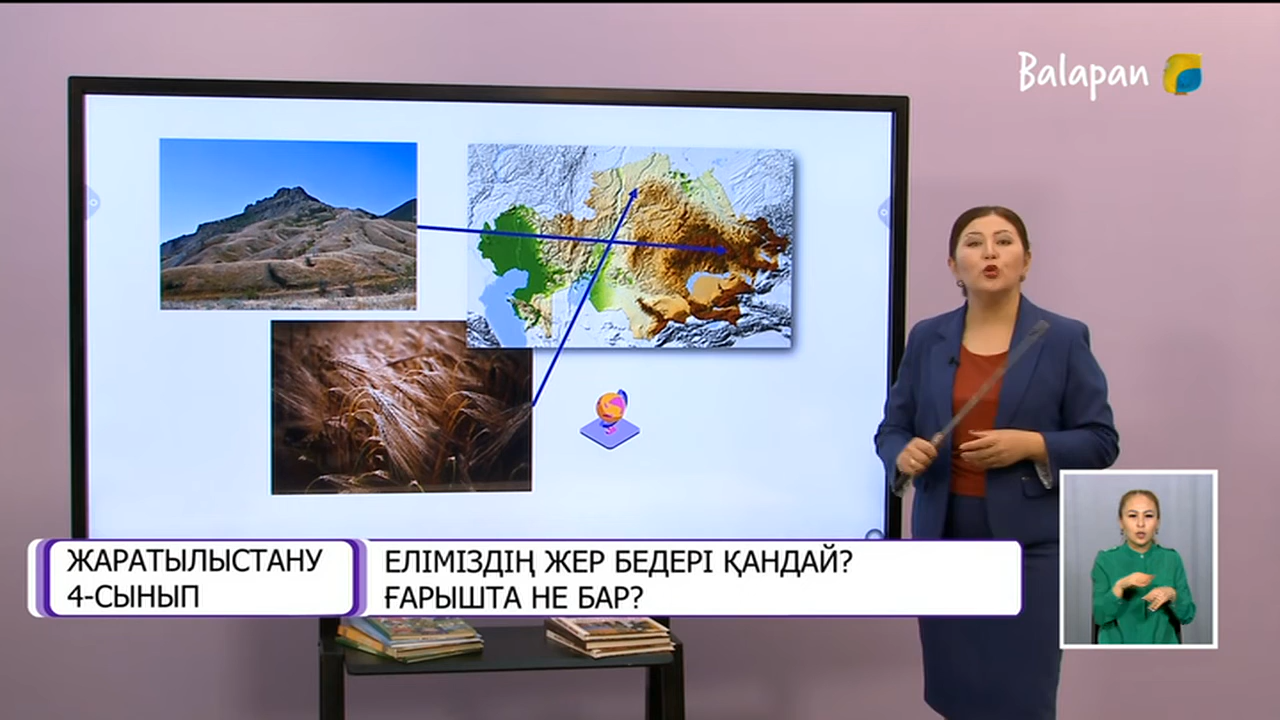 Balapan
ЖАРАТЫЛЫСТАНУ
4-СЫНЫП
ЕЛІМІЗДІҢ ЖЕР БЕДЕРІ ҚАНДАЙ?
ҒАРЫШТА НЕ БАР?